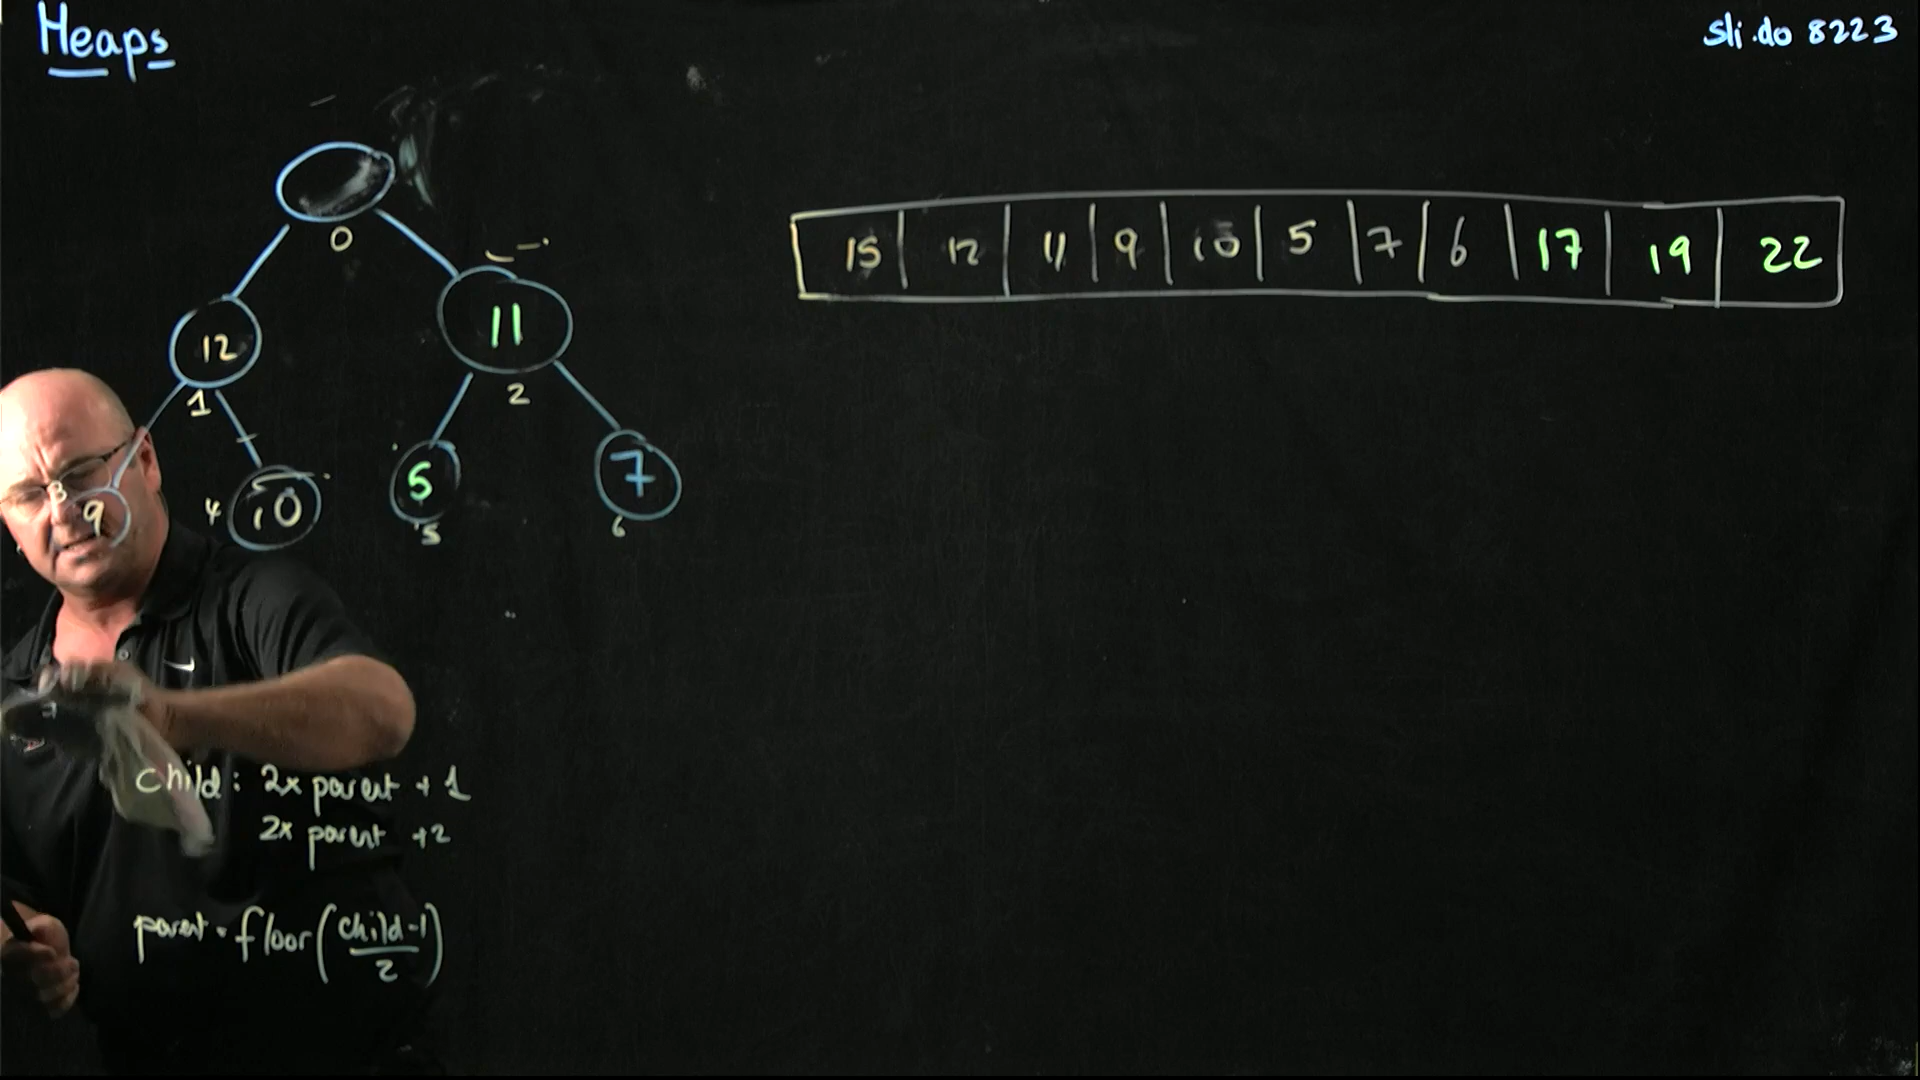 Heaps
sli.do 8223
15 12 11 9 10 5 7 6 17 19 22
0
12 11
1 2
3 9 4 10 5 7
5 6
child: 2x parent + 1
2x parent + 2
parent = floor(child-1/2)